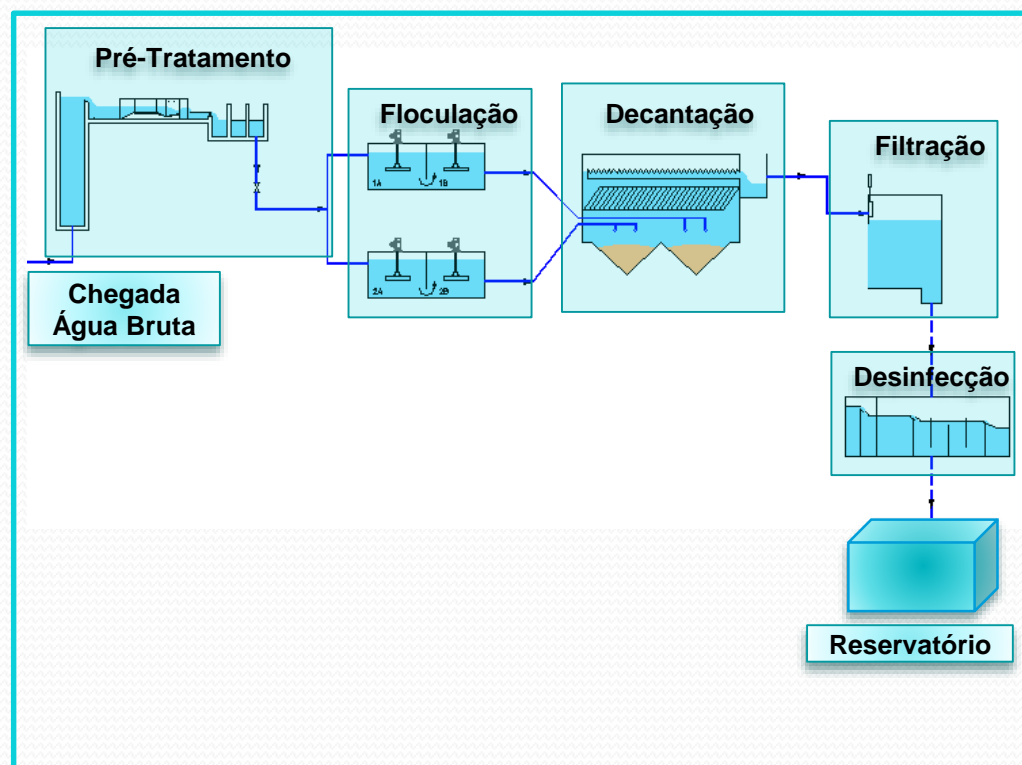 Pré-Tratamento
Floculação
Decantação
Filtração
1A
1B
2A
2B
Chegada
Água Bruta
Desinfecção
Reservatório